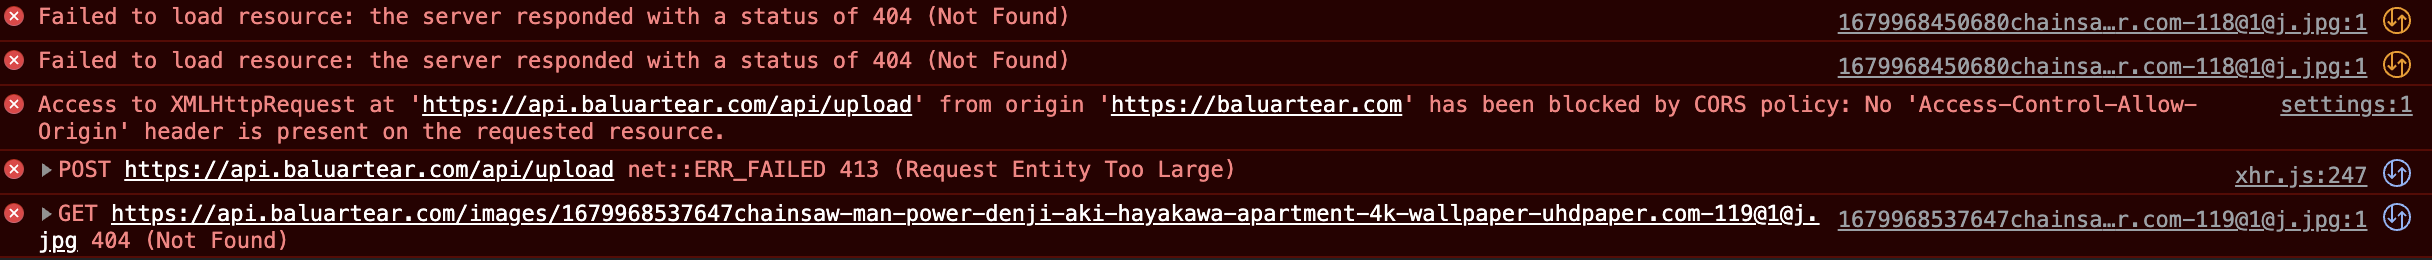 Failed to load resource: the server responded with a status of 404 (Not Found) 1679968450680chainsa…r.com-118@1@j.jpg:1
Failed to load resource: the server responded with a status of 404 (Not Found) 1679968450680chainsa…r.com-118@1@j.jpg:1
Access to XMLHttpRequest at 'https://api.baluartear.com/api/upload' from origin 'https://baluartear.com' has been blocked by CORS policy: No 'Access-Control-Allow- settings:1
Origin' header is present on the requested resource.
POST https://api.baluartear.com/api/upload net::ERR_FAILED 413 (Request Entity Too Large) xhr.js:247
GET https://api.baluartear.com/images/1679968537647chainsaw-man-power-denji-aki-hayakawa-apartment-4k-wallpaper-uhdpaper.com-119@1@j. 1679968537647chainsa…r.com-119@1@j.jpg:1
jpg 404 (Not Found)